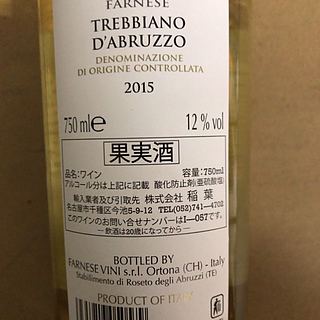 FARNESE
TREBBIANO
D'ABRUZZO
DENOMINAZIONE
DI ORIGINE CONTROLLATA
2015
750 mle 12 % vol
果実酒
品名:ワイン 容量:750ml
アルコール分は上記に記載 酸化防止剤(亜硫酸塩)
輸入業者及び引取先 株式会社 稲葉
名古屋市千種区今池5-9-12 TEL(052)741-4702
このワインのお問い合せナンバーはI-057です。
—飲酒は20歳になってから—
BOTTLED BY
FARNESE VINI s.r.l. Ortona (CH) - Italy
Stabilimento di Roseto degli Abruzzi (TE)
PRODUCT OF ITALY